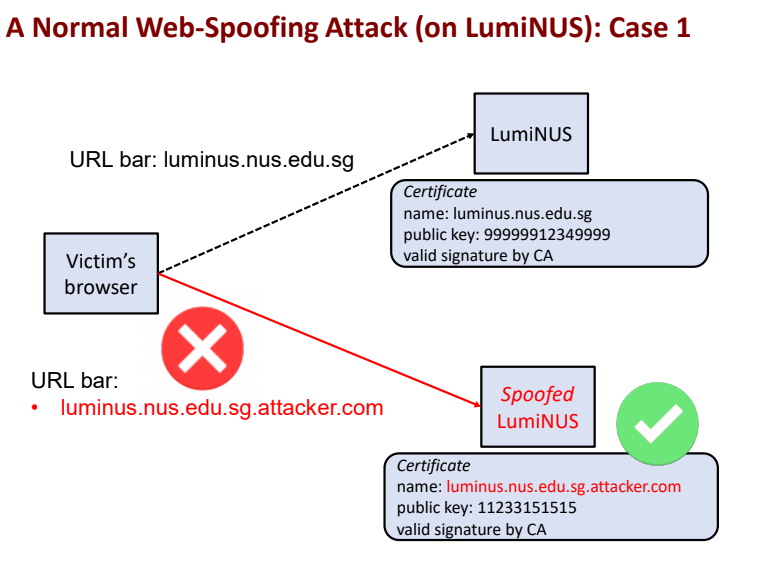 A Normal Web-Spoofing Attack (on LumiNUS): Case 1
LumiNUS
URL bar: luminus.nus.edu.sg
Certificate
name: luminus.nus.edu.sg
public key: 99999912349999
valid signature by CA
Victim's
browser
URL bar:
• luminus.nus.edu.sg.attacker.com
Spoofed
LumiNUS
Certificate
name: luminus.nus.edu.sg.attacker.com
public key: 11233151515
valid signature by CA